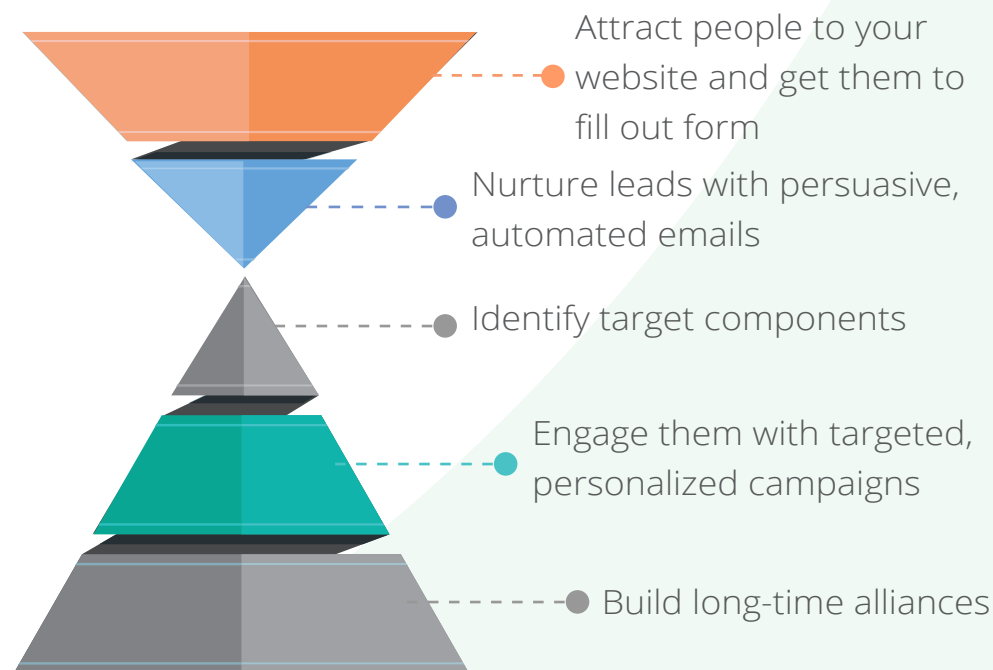 Attract people to your
website and get them to
fill out form
Nurture leads with persuasive,
automated emails
Identify target components
Engage them with targeted,
personalized campaigns
Build long-time alliances